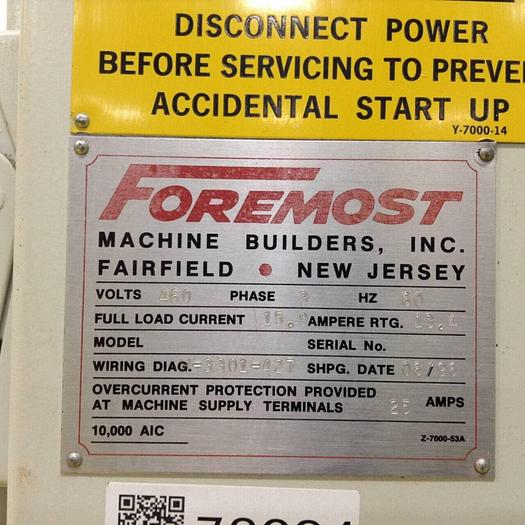 DISCONNECT POWER
BEFORE SERVICING TO PREVE
ACCIDENTAL START UP
Y-7000-14
FOREMOST
MACHINE BUILDERS, INC.
FAIRFIELD • NEW JERSEY
VOLTS 460 PHASE 3 HZ 60
FULL LOAD CURRENT AMPERE RTG.
MODEL SERIAL No.
WIRING DIAG. SHPG. DATE
OVERCURRENT PROTECTION PROVIDED
AT MACHINE SUPPLY TERMINALS 25 AMPS
10,000 AIC Z-7000-53A